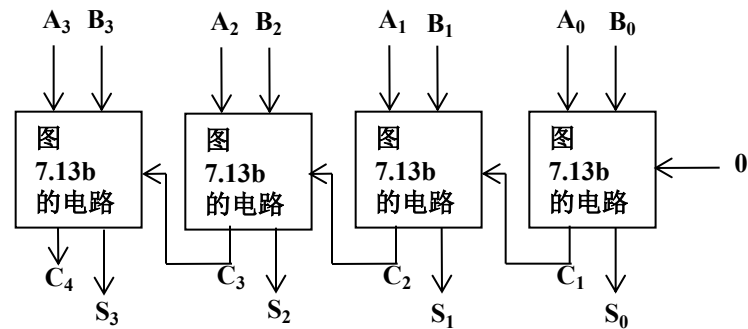 A₃ B₃ A₂ B₂ A₁ B₁ A₀ B₀
图 图 图 图
7.13b 7.13b 7.13b 7.13b 0
的电路 的电路 的电路 的电路
C₄ C₃ C₂ C₁
S₃ S₂ S₁ S₀